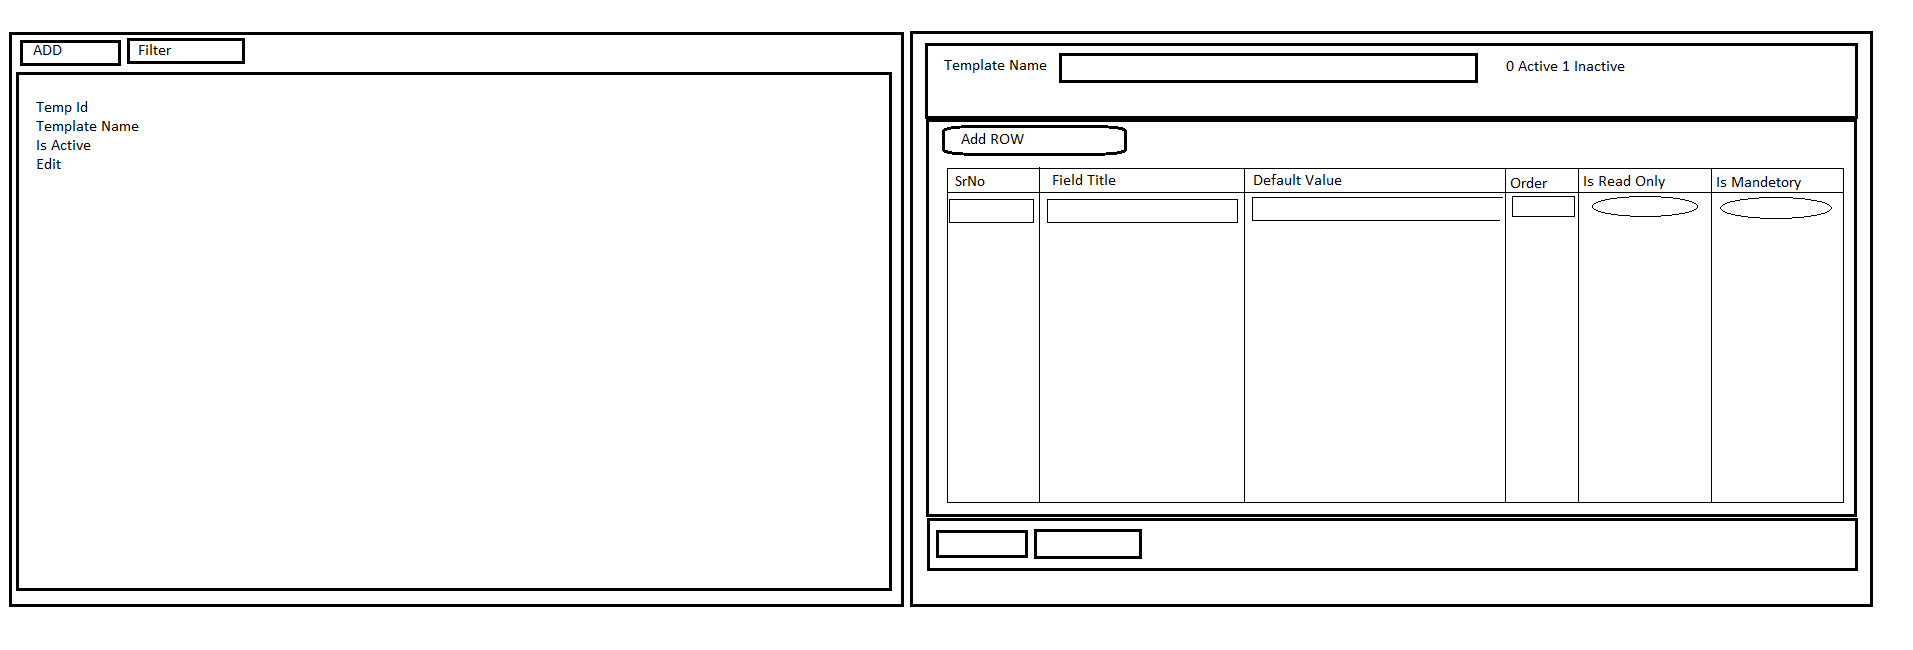 ADD
Filter
Temp Id
Template Name
Is Active
Edit
Template Name
0 Active 1 Inactive
Add ROW
SrNo
Field Title
Default Value
Order
Is Read Only
Is Mandetory